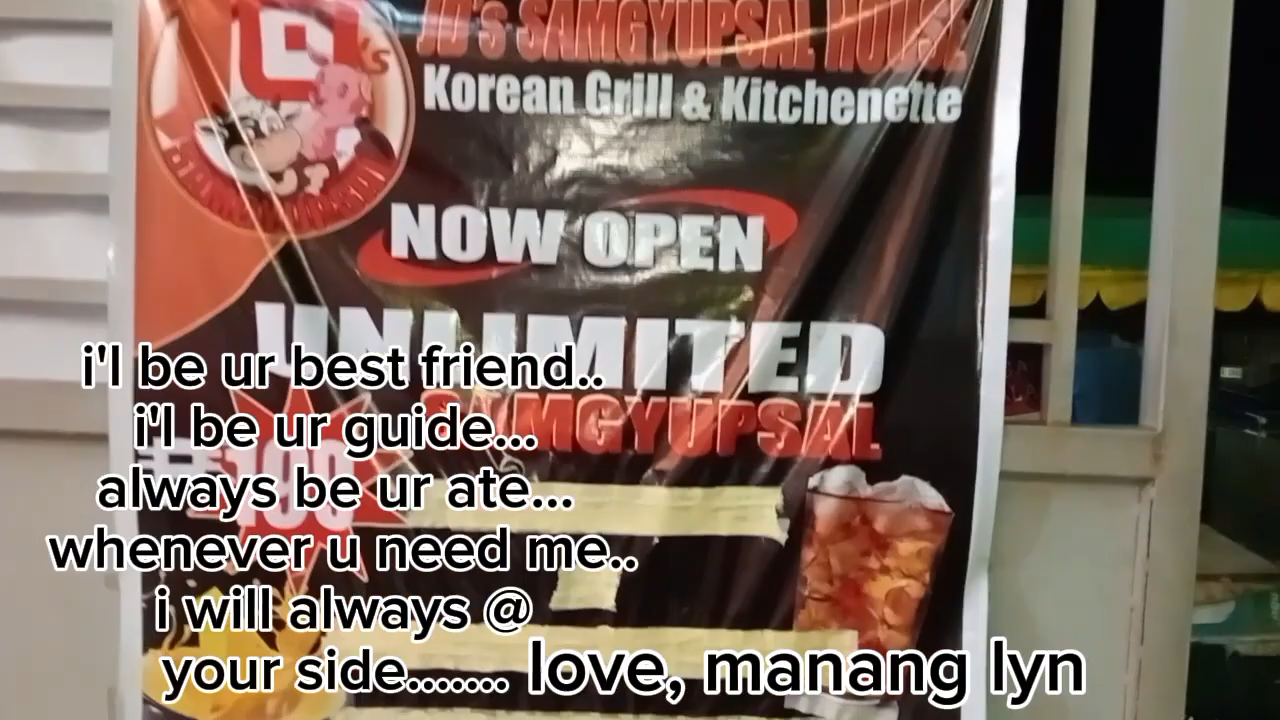 JD's SAMGYUPSAL HOUSE
Korean Grill & Kitchenette
NOW OPEN
UNLIMITED
SAMGYUPSAL
i'l be ur best friend..
i'l be ur guide...
always be ur ate...
whenever u need me..
i will always @
your side....... love, manang lyn